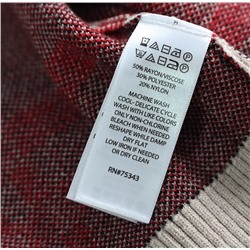 M
50% RAYON/VISCOSE
30% POLYESTER
20% NYLON
MACHINE WASH
COOL- DELICATE CYCLE
WASH WITH LIKE COLORS
ONLY NON-CHLORINE
BLEACH WHEN NEEDED
RESHAPE WHILE DAMP
DRY FLAT
LOW IRON IF NEEDED
OR DRY CLEAN
RN#75343